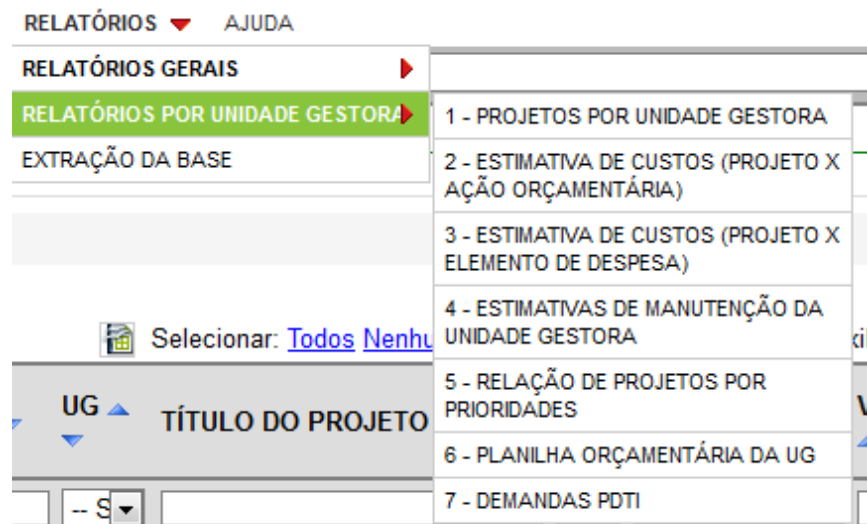 RELATÓRIOS AJUDA
RELATÓRIOS GERAIS
RELATÓRIOS POR UNIDADE GESTORA
EXTRAÇÃO DA BASE
1 - PROJETOS POR UNIDADE GESTORA
2 - ESTIMATIVA DE CUSTOS (PROJETO X
AÇÃO ORÇAMENTÁRIA)
3 - ESTIMATIVA DE CUSTOS (PROJETO X
ELEMENTO DE DESPESA)
4 - ESTIMATIVAS DE MANUTENÇÃO DA
UNIDADE GESTORA
5 - RELAÇÃO DE PROJETOS POR
PRIORIDADES
6 - PLANILHA ORÇAMENTÁRIA DA UG
7 - DEMANDAS PDTI
Selecionar: Todos Nenhu
UG TÍTULO DO PROJETO
-- S